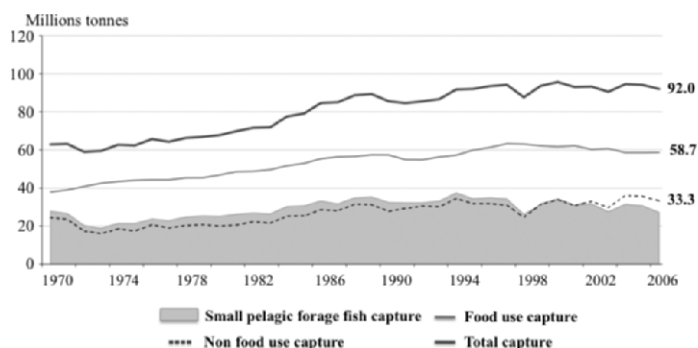 Millions tonnes
120
100
80
60
40
20
0
92.0
58.7
33.3
1970 1974 1978 1982 1986 1990 1994 1998 2002 2006
Small pelagic forage fish capture Food use capture
Non food use capture Total capture